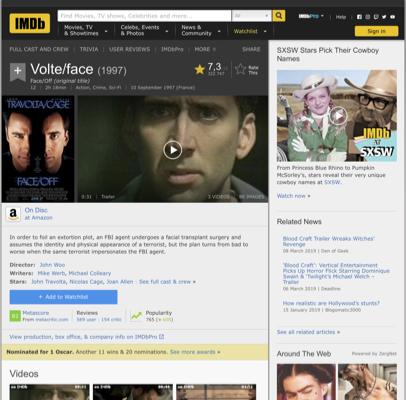 IMDb
Find Movies, TV shows, Celebrities and more...
All
IMDbPro
Help
Movies, TV
& Showtimes
Celebs, Events
& Photos
News &
Community
Watchlist
Sign in
FULL CAST AND CREW | TRIVIA | USER REVIEWS | IMDbPro | MORE
SHARE
Volte/face (1997)
Face/Off (original title)
12 | 2h 18min | Action, Crime, Sci-Fi | 10 September 1997 (France)
7,3
Rate
This
TRAVOLTA/CAGE
FACE/OFF
0:31 | Trailer
3 VIDEOS
IMAGES
a
On Disc
at Amazon
In order to foil an extortion plot, an FBI agent undergoes a facial transplant surgery and
assumes the identity and physical appearance of a terrorist, but the plan turns from bad to
worse when the same terrorist impersonates the FBI agent.
Director: John Woo
Writers: Mike Werb, Michael Colleary
Stars: John Travolta, Nicolas Cage, Joan Allen | See full cast & crew »
+ Add to Watchlist
Metascore
From metacritic.com
Reviews
569 user | 154 critic
Popularity
765
View production, box office, & company info on IMDbPro
Nominated for 1 Oscar. Another 11 wins & 20 nominations. See more awards »
Videos
SXSW Stars Pick Their Cowboy
Names
IMDb
AT
SXSW
From Princess Blue Rhino to Pumpkin
McSorley's, stars reveal their very unique
cowboy names at SXSW.
Watch now »
Related News
Blood Craft Trailer Wreaks Witches'
Revenge
08 March 2019 | Den of Geek
'Blood Craft': Vertical Entertainment
Picks Up Horror Flick Starring Dominique
Swain & 'Twilight's Michael Welch –
Trailer
06 March 2019 | Deadline
How realistic are Hollywood's stunts?
15 January 2019 | Blogomatic3000
See all related articles »
Around The Web
Powered by ZergNet